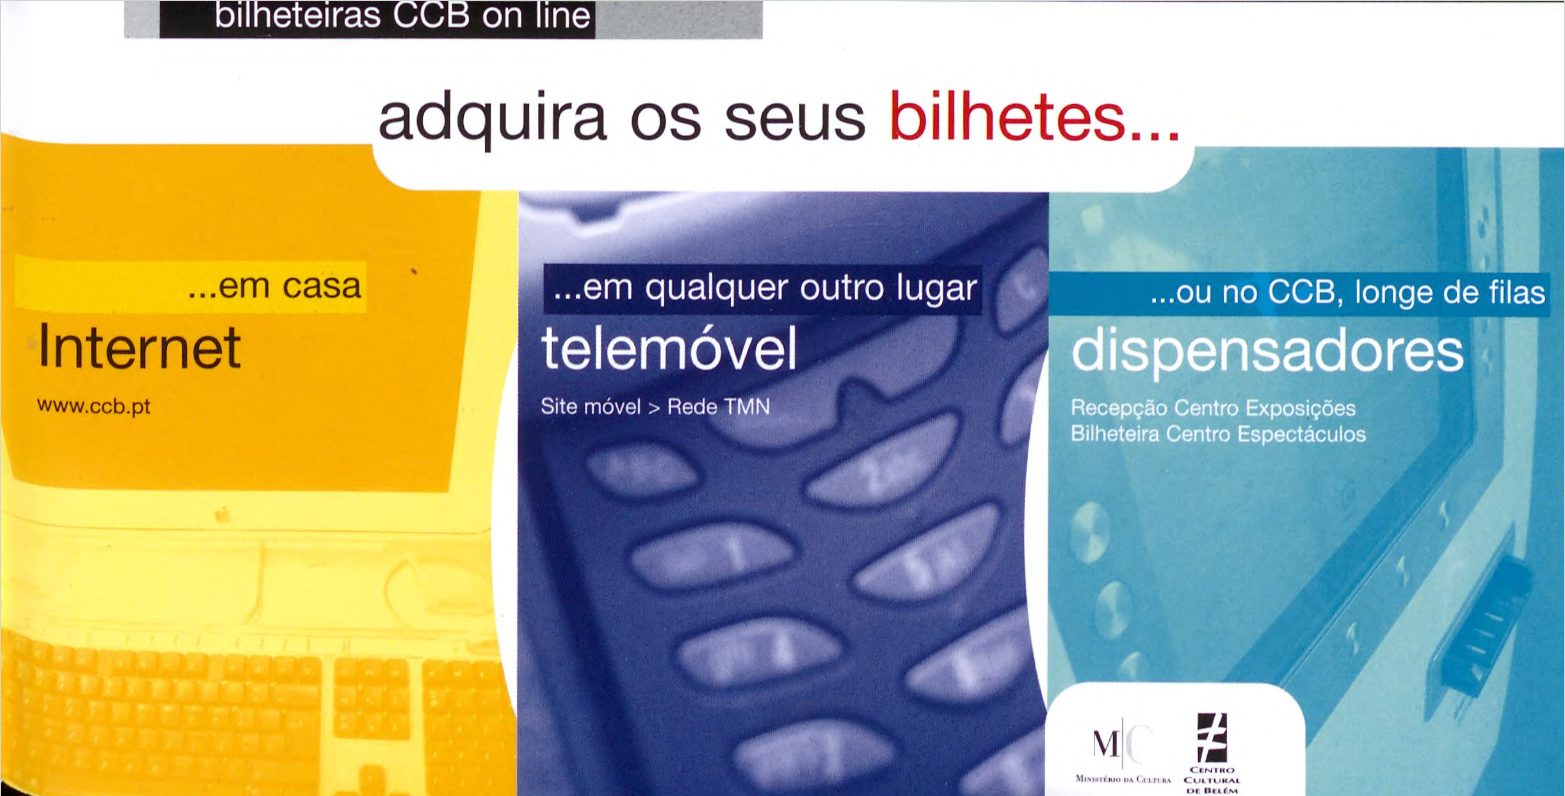 bilheteiras CCB on line
adquira os seus bilhetes...
...em casa
Internet
www.ccb.pt
...em qualquer outro lugar
telemóvel
Site móvel > Rede TMN
...ou no CCB, longe de filas
dispensadores
Recepção Centro Exposições
Bilheteira Centro Espectáculos
M|C
MINISTÉRIO DA CULTURA
CENTRO
CULTURAL
DE BELÉM